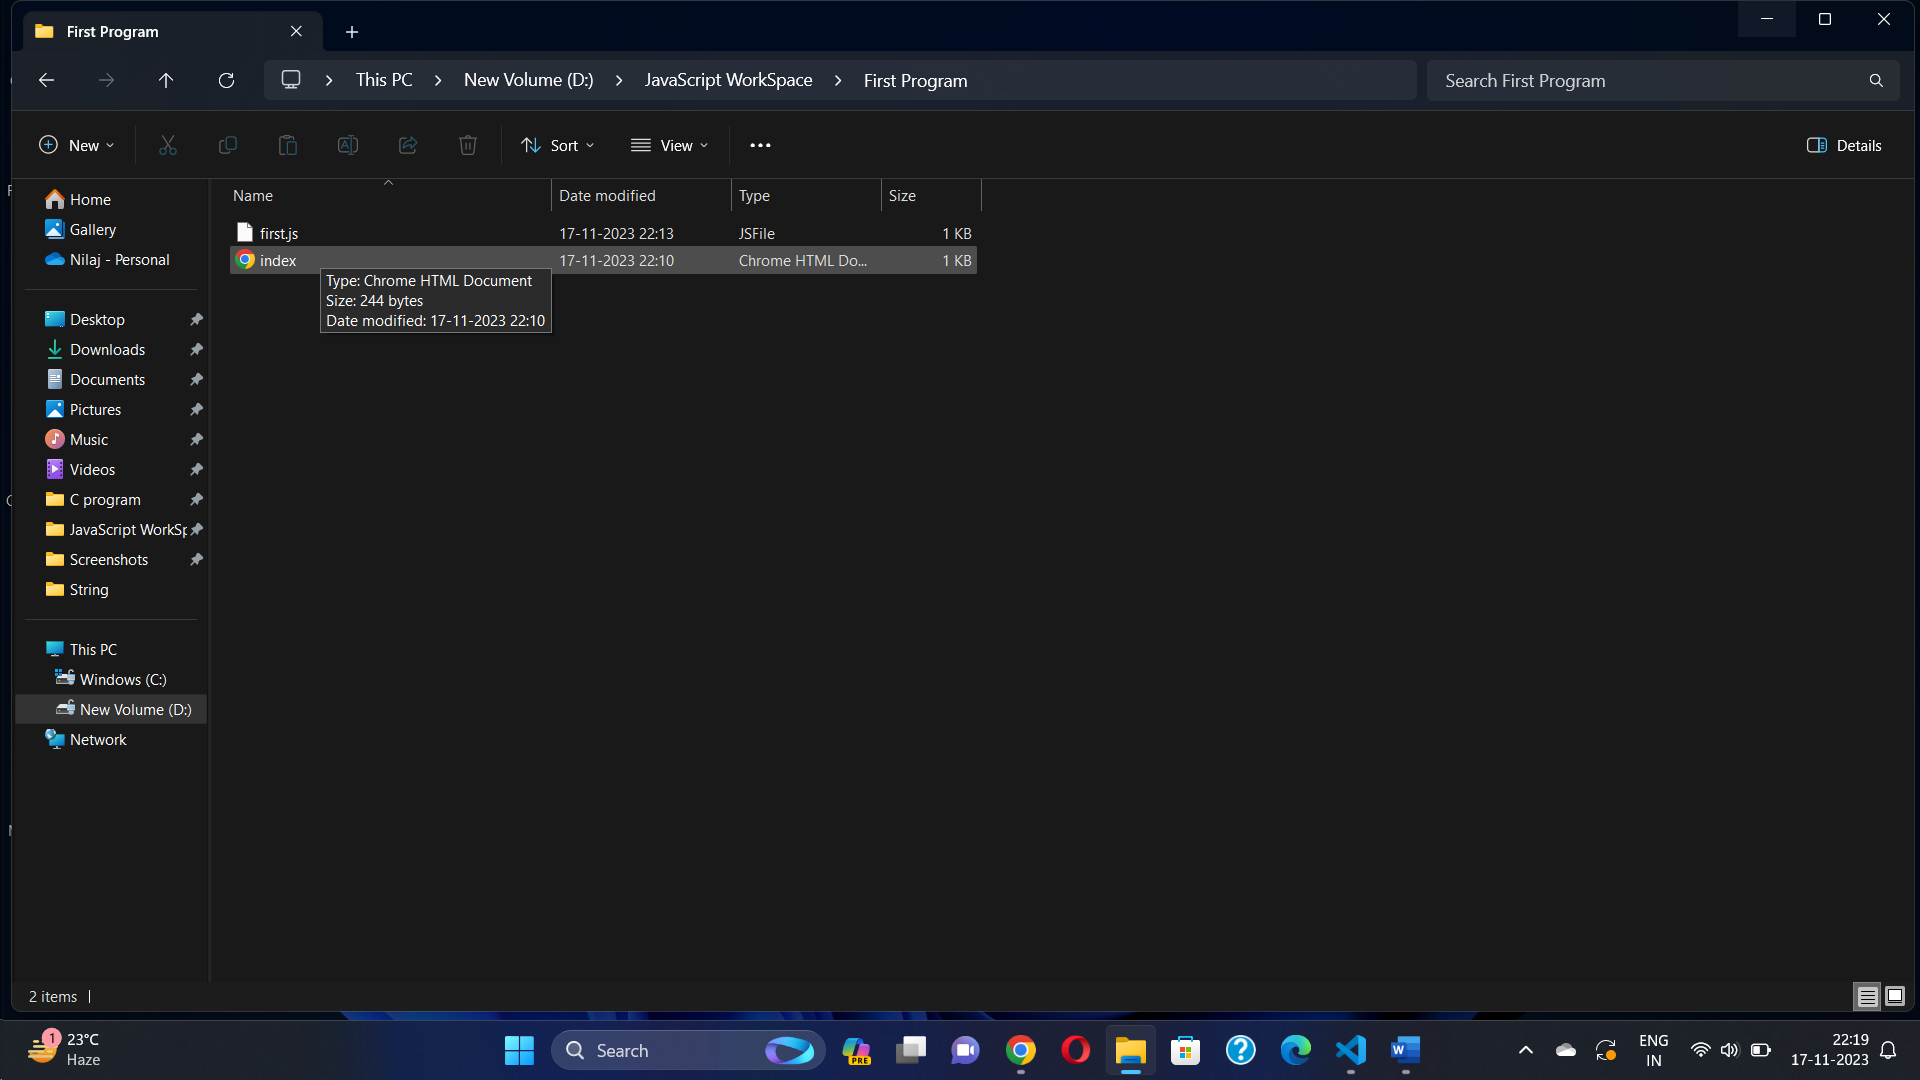 First Program
This PC
New Volume (D:)
JavaScript WorkSpace
First Program
Search First Program
New
Sort
View
Details
Home
Gallery
Nilaj - Personal
Desktop
Downloads
Documents
Pictures
Music
Videos
C program
JavaScript WorkSp
Screenshots
String
This PC
Windows (C:)
New Volume (D:)
Network
Name Date modified Type Size
first.js 17-11-2023 22:13 JSFile 1 KB
index 17-11-2023 22:10 Chrome HTML Do... 1 KB
Type: Chrome HTML Document
Size: 244 bytes
Date modified: 17-11-2023 22:10
2 items
1
23°C
Haze
Search
PRE
W
ENG
IN
22:19
17-11-2023